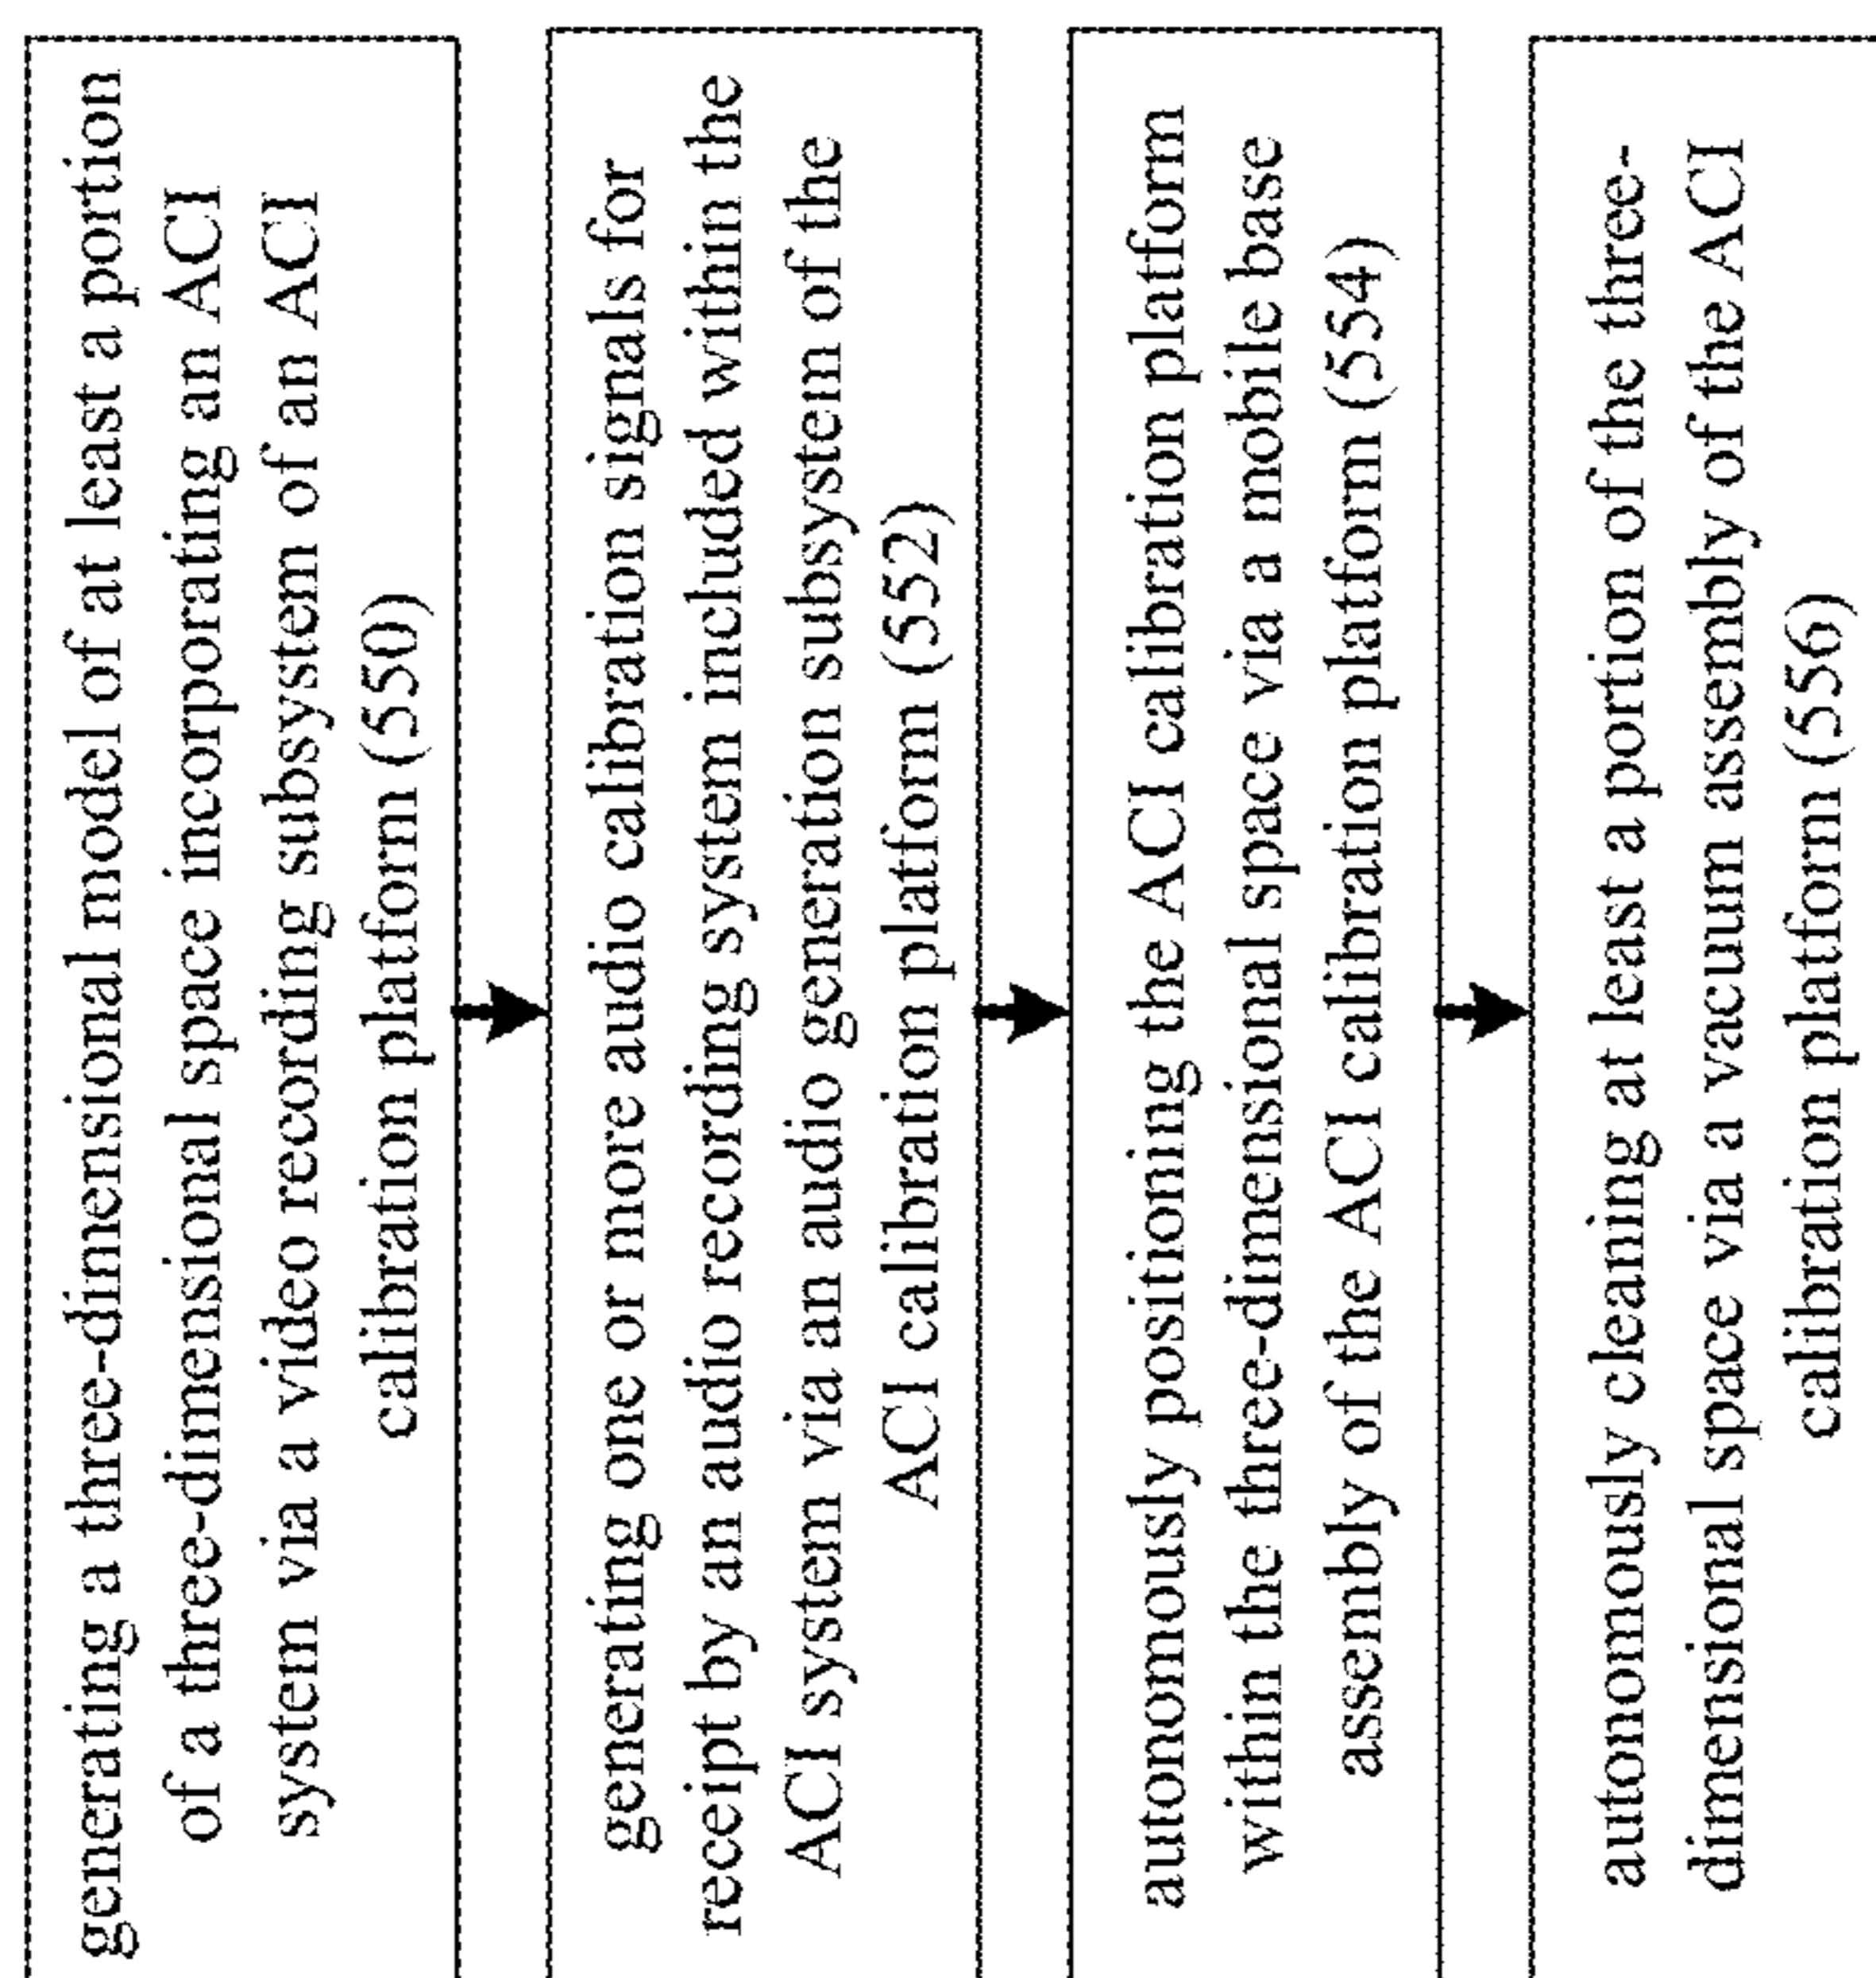 generating a three-dimensional model of at least a portion
of a three-dimensional space incorporating an ACI
system via a video recording subsystem of an ACI
calibration platform (550)
generating one or more audio calibration signals for
receipt by an audio recording system included within the
ACI system via an audio generation subsystem of the
ACI calibration platform (552)
autonomously positioning the ACI calibration platform
within the three-dimensional space via a mobile base
assembly of the ACI calibration platform (554)
autonomously cleaning at least a portion of the three-
dimensional space via a vacuum assembly of the ACI
calibration platform (556)